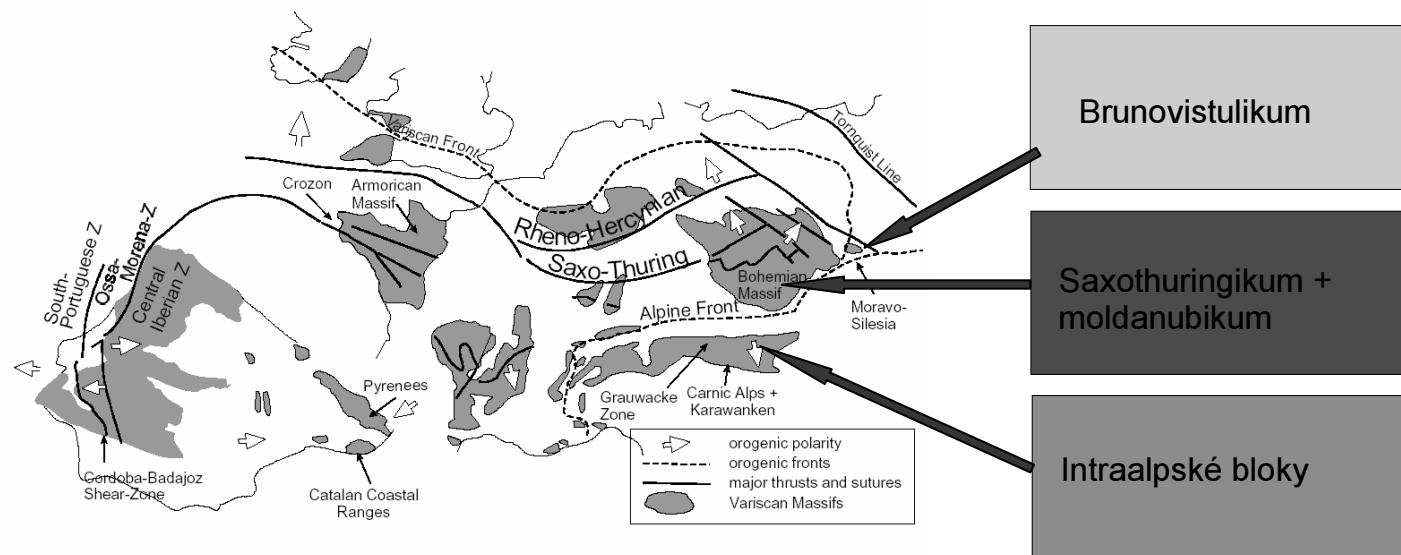 Variscan Front
Tornquist Line
Crozon
Armorican
Massif
Rheno-Hercynian
Saxo-Thuring
South-
Portuguese Z
Ossa-
Morena-Z
Central
Iberian Z
Bohemian
Massif
Moravo-
Silesia
Alpine Front
Pyrenees
Grauwacke
Zone
Carnic Alps +
Karawanken
Cordoba-Badajoz
Shear-Zone
Catalan Coastal
Ranges
orogenic polarity
orogenic fronts
major thrusts and sutures
Variscan Massifs
Brunovistulikum
Saxothuringikum +
moldanubikum
Intraalpské bloky